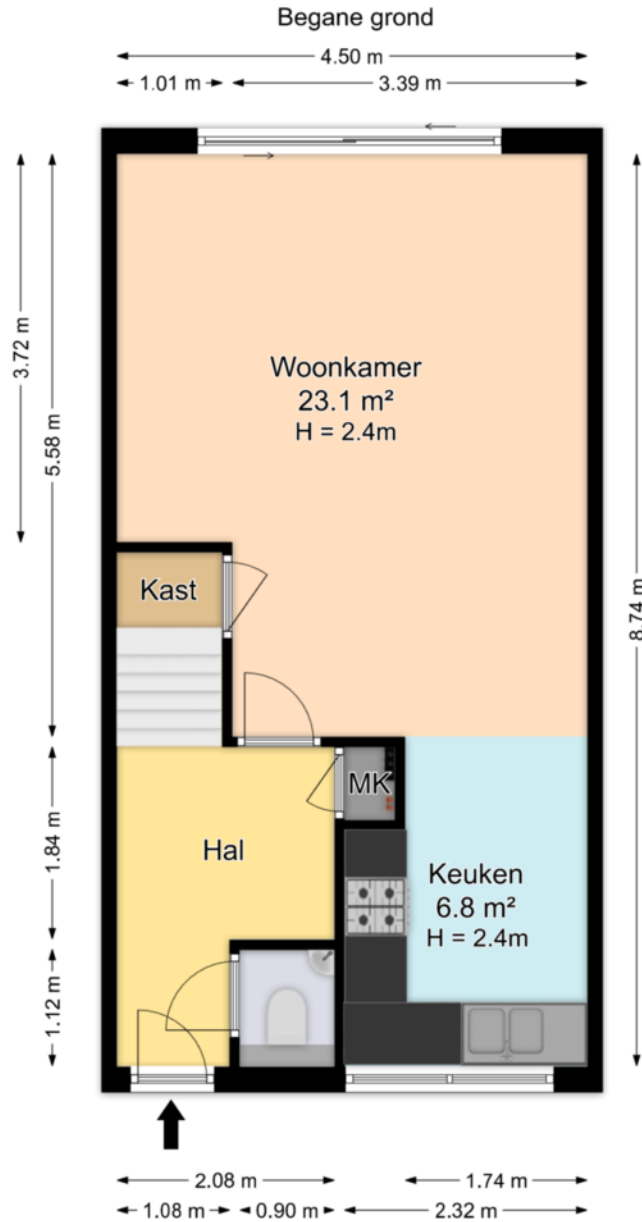 Begane grond
4.50 m
1.01 m
3.39 m
3.72 m
5.58 m
8.74 m
Woonkamer
23.1 m²
H = 2.4m
Kast
MK
1.84 m
Hal
Keuken
6.8 m²
H = 2.4m
1.12 m
2.08 m
1.74 m
1.08 m
0.90 m
2.32 m